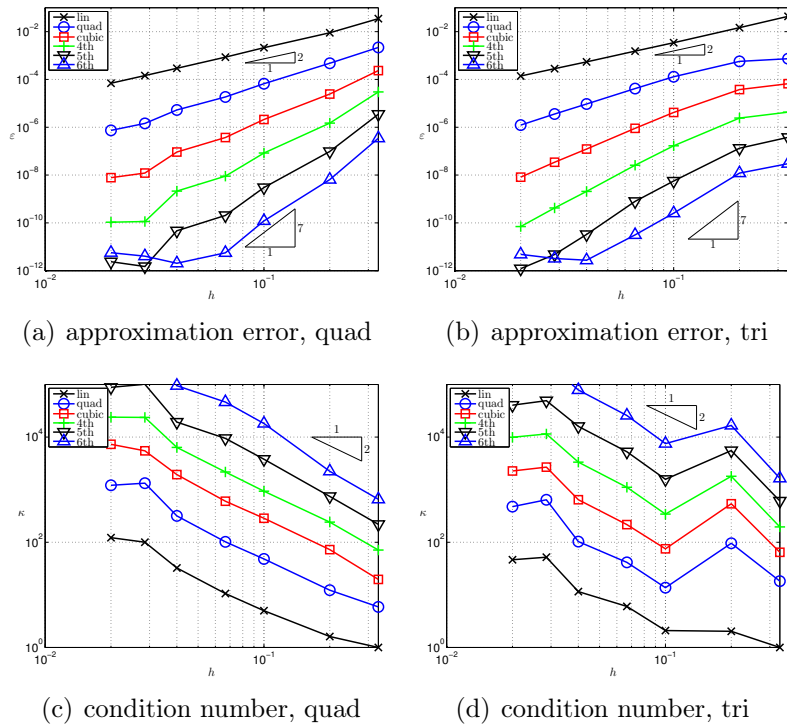 10^0
10^-2
10^-4
10^-6
10^-8
10^-10
10^-12
10^-2
10^-1
h
ε
lin
quad
cubic
4th
5th
6th
2
1
7
1
(a) approximation error, quad
10^0
10^-2
10^-4
10^-6
10^-8
10^-10
10^-12
10^-2
10^-1
h
ε
lin
quad
cubic
4th
5th
6th
2
1
7
1
(b) approximation error, tri
10^4
10^2
10^0
10^-2
10^-1
h
κ
lin
quad
cubic
4th
5th
6th
1
2
(c) condition number, quad
10^4
10^2
10^0
10^-2
10^-1
h
κ
lin
quad
cubic
4th
5th
6th
1
2
(d) condition number, tri